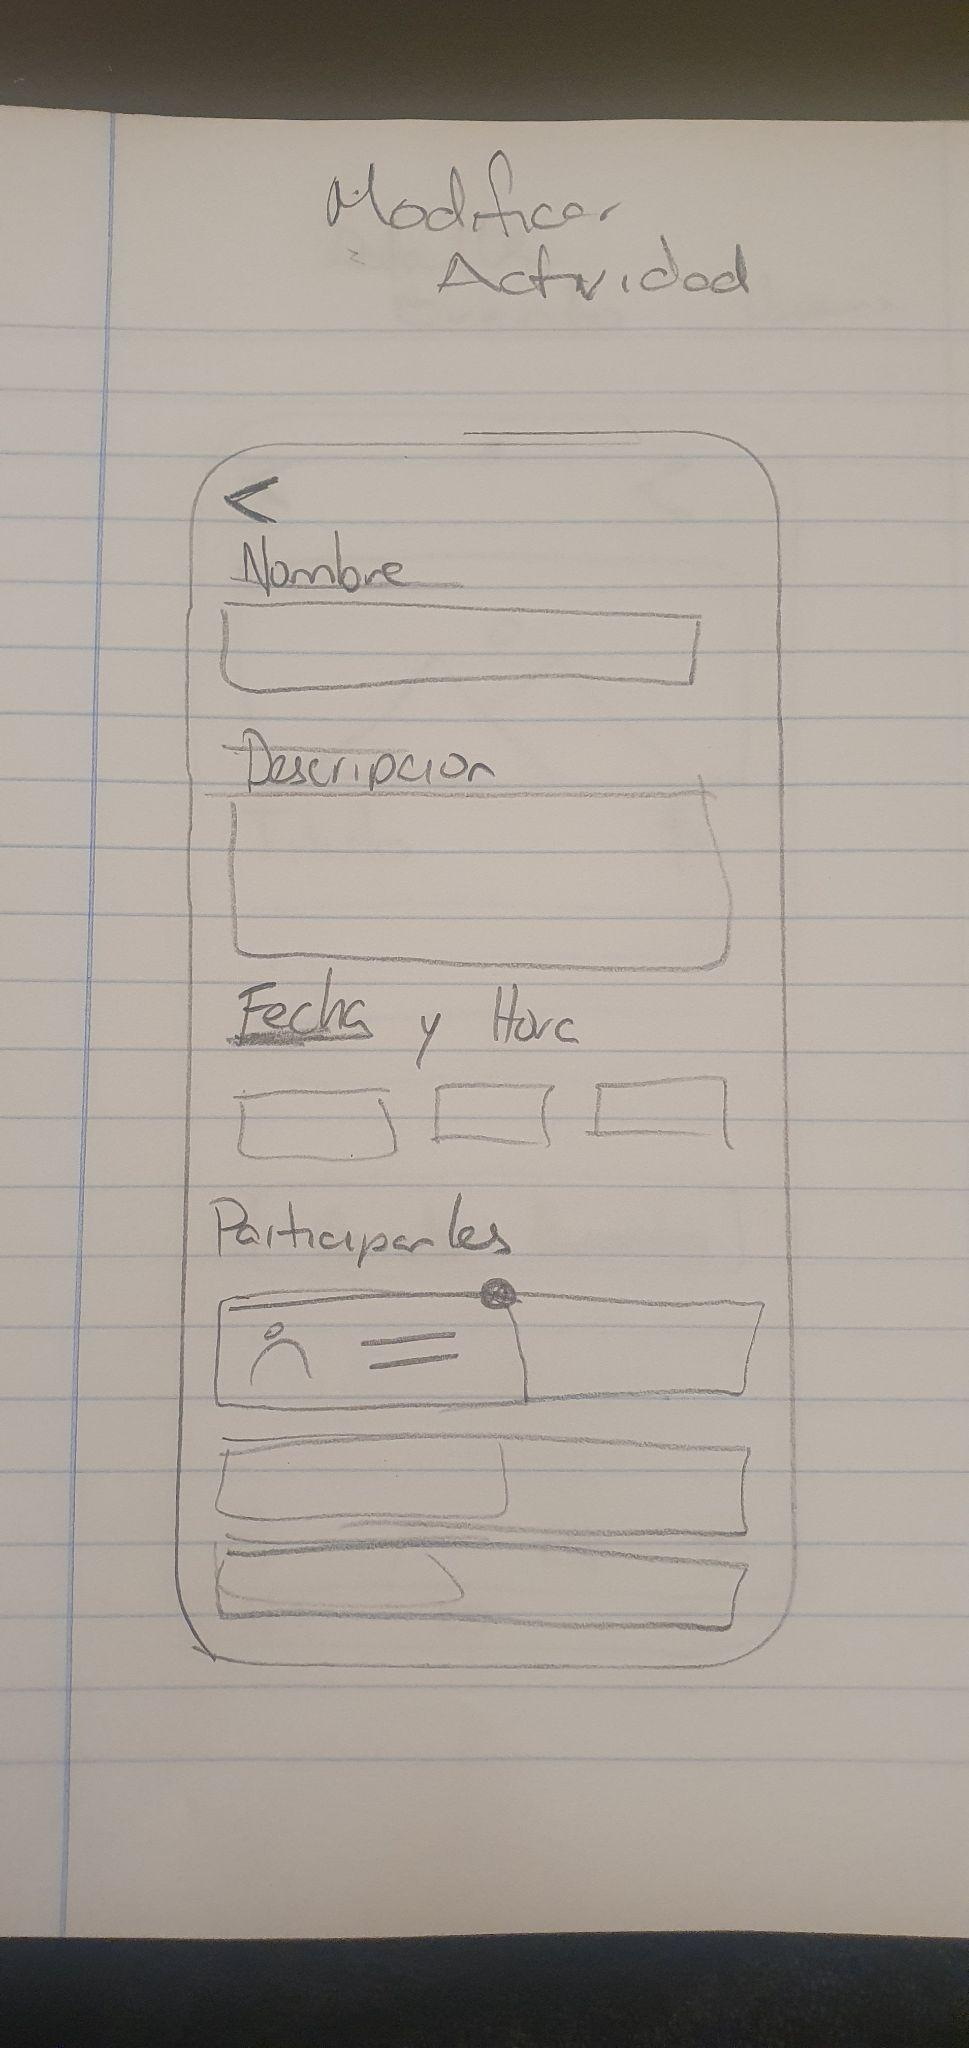 Modificar
Actividad
<
Nombre
Descripcion
Fecha y Hora
Participantes